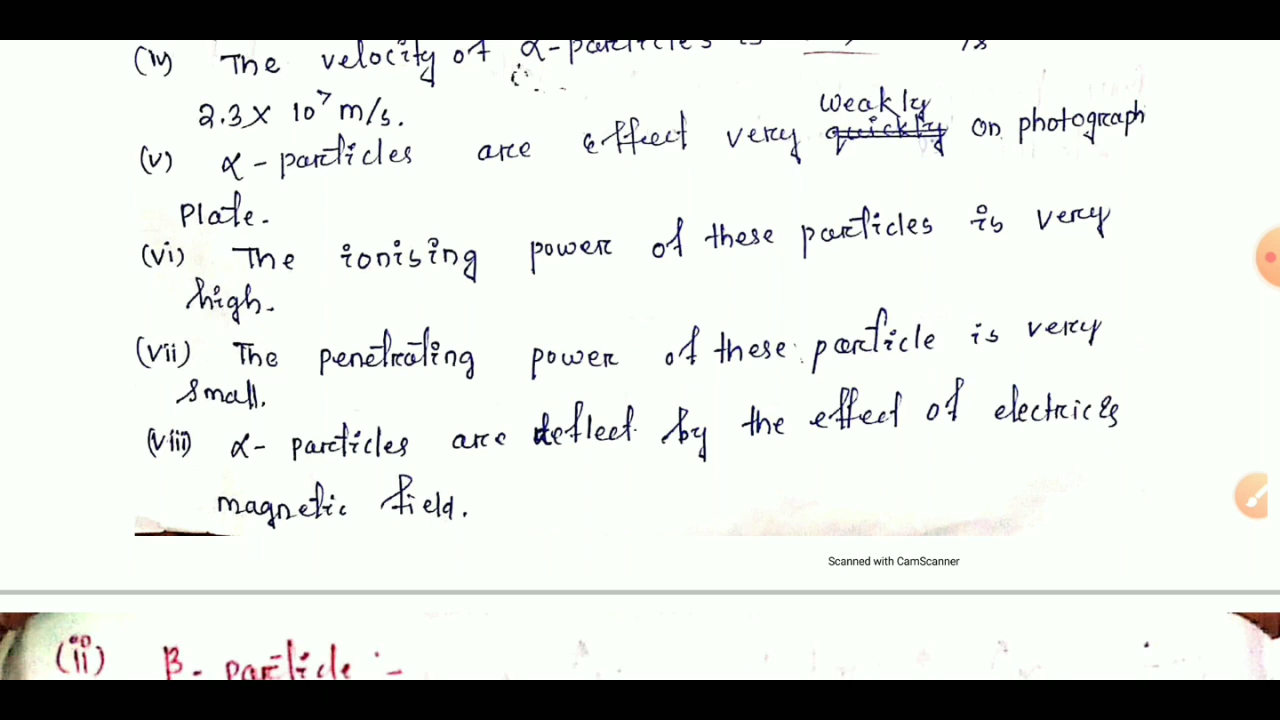 (iv) The velocity of α-particles is
2.3 × 10⁷ m/s.
weakly
(v) α - particles are effect very quickly on photograph
Plate.
(vi) The ionising power of these particles is very
high.
(vii) The penetrating power of these particle is very
small.
(viii) α- particles are deflect by the effect of electric &
magnetic field.
Scanned with CamScanner
(ii) β - particle :-